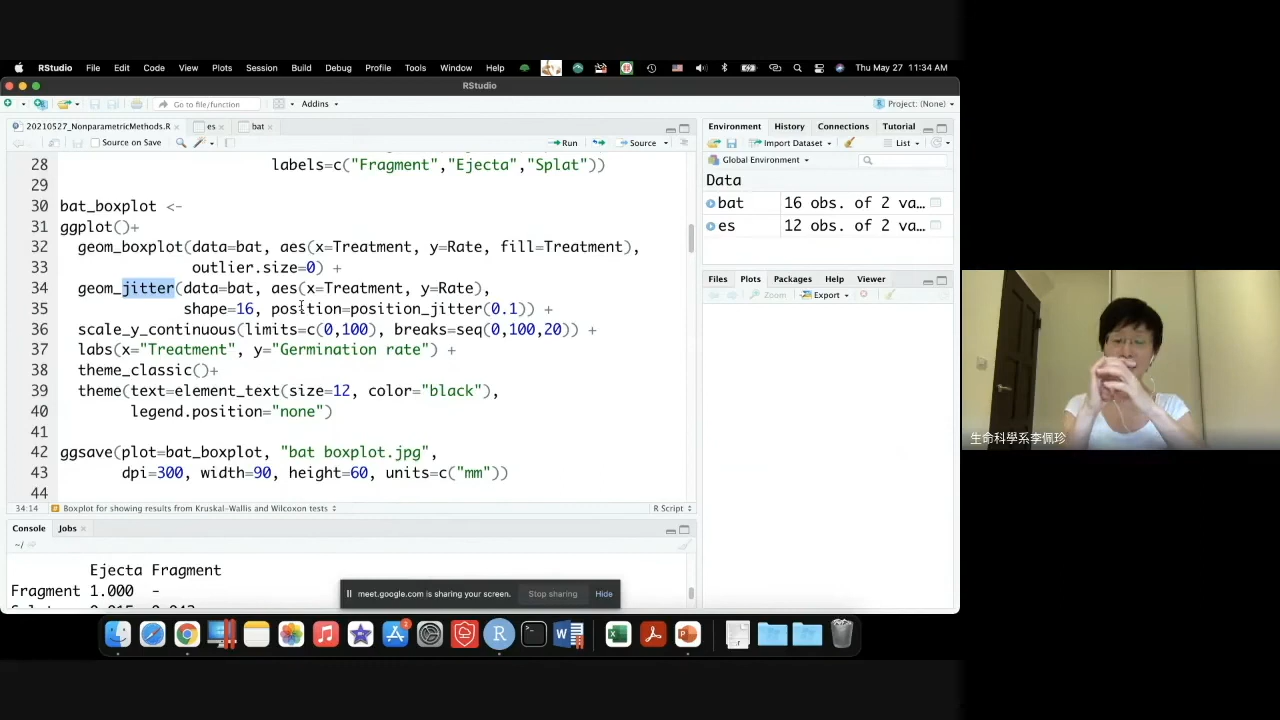 RStudio File Edit Code View Plots Session Build Debug Profile Tools Window Help Thu May 27 11:34 AM
RStudio
Go to file/function Addins Project: (None)
20210527_NonparametricMethods.R es bat
Source on Save Run Source
28 labels=c("Fragment","Ejecta","Splat"))
29
30 bat_boxplot <-
31 ggplot()+
32 geom_boxplot(data=bat, aes(x=Treatment, y=Rate, fill=Treatment),
33 outlier.size=0) +
34 geom_jitter(data=bat, aes(x=Treatment, y=Rate),
35 shape=16, position=position_jitter(0.1)) +
36 scale_y_continuous(limits=c(0,100), breaks=seq(0,100,20)) +
37 labs(x="Treatment", y="Germination rate") +
38 theme_classic()+
39 theme(text=element_text(size=12, color="black"),
40 legend.position="none")
41
42 ggsave(plot=bat_boxplot, "bat boxplot.jpg",
43 dpi=300, width=90, height=60, units=c("mm"))
44
34:14 Boxplot for showing results from Kruskal-Wallis and Wilcoxon tests R Script
Console Jobs
~/
Ejecta Fragment
Fragment 1.000 -
meet.google.com is sharing your screen. Stop sharing Hide
Environment History Connections Tutorial
Import Dataset List
Global Environment
Data
bat 16 obs. of 2 va…
es 12 obs. of 2 va…
Files Plots Packages Help Viewer
Zoom Export
生命科學系李佩珍